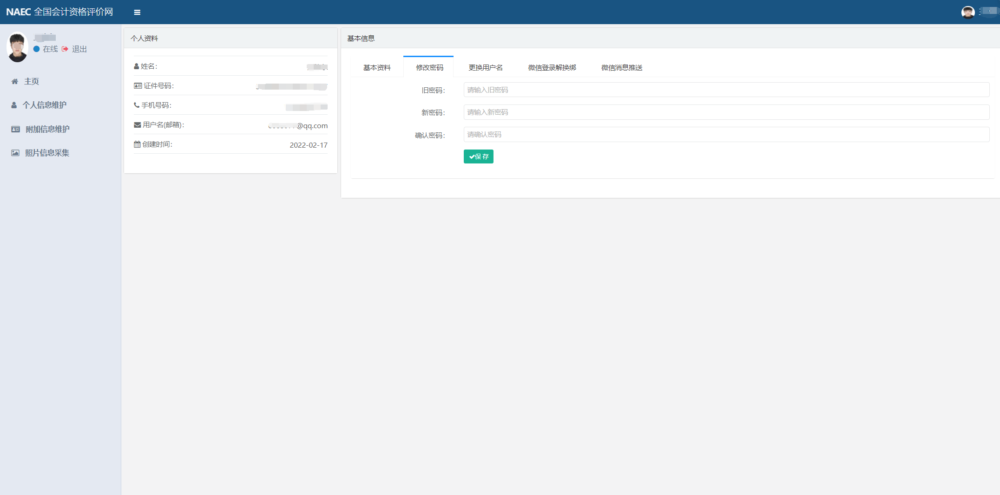 NAEC 全国会计资格评价网
在线 退出
主页
个人信息维护
附加信息维护
照片信息采集
个人资料
姓名：
证件号码：
手机号码：
用户名(邮箱)：
@qq.com
创建时间：
2022-02-17
基本信息
基本资料 修改密码 更换用户名 微信登录解换绑 微信消息推送
旧密码： 请输入旧密码
新密码： 请输入新密码
确认密码： 请确认密码
保 存